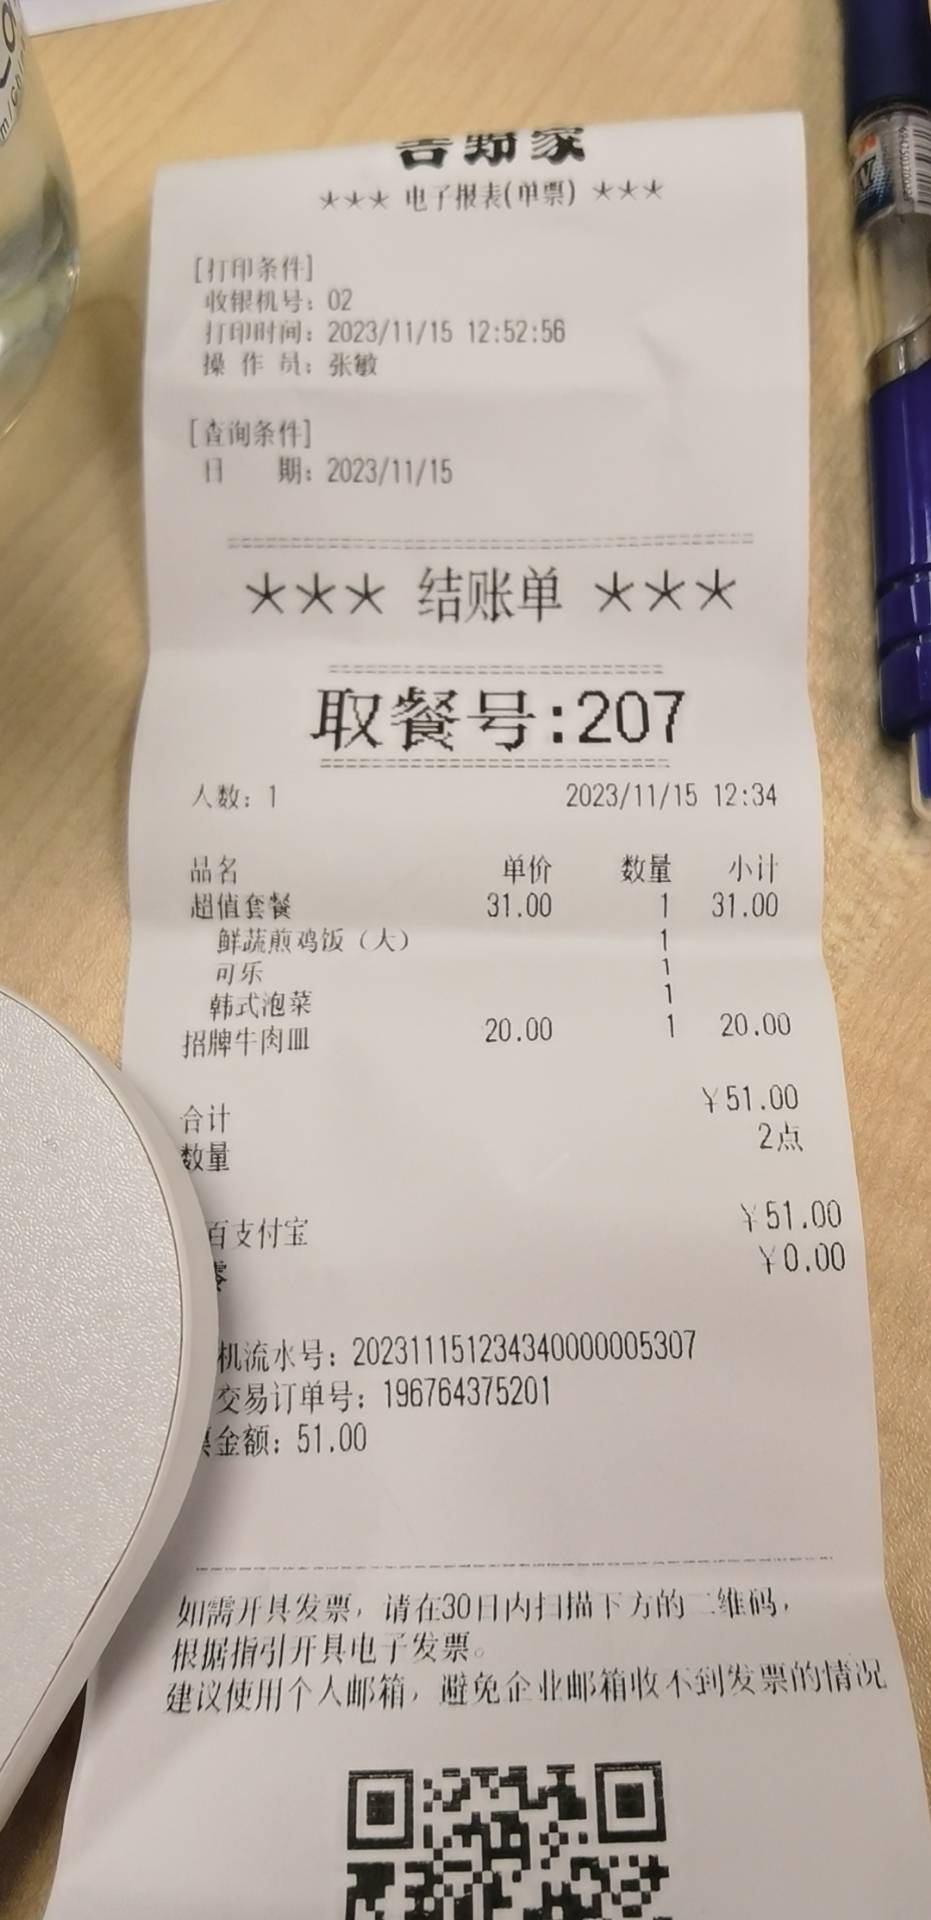 吉野家
*** 电子报表(单票) ***
[打印条件]
收银机号: 02
打印时间: 2023/11/15 12:52:56
操 作 员: 张敏
[查询条件]
日 期: 2023/11/15
*** 结账单 ***
取餐号:207
人数: 1 2023/11/15 12:34
品名 单价 数量 小计
超值套餐 31.00 1 31.00
鲜蔬煎鸡饭（大） 1
可乐 1
韩式泡菜 1
招牌牛肉皿 20.00 1 20.00
合计 ¥51.00
数量 2点
百支付宝 ¥51.00
零 ¥0.00
机流水号: 202311151234340000005307
交易订单号: 196764375201
票金额: 51.00
如需开具发票，请在30日内扫描下方的二维码，
根据指引开具电子发票。
建议使用个人邮箱，避免企业邮箱收不到发票的情况